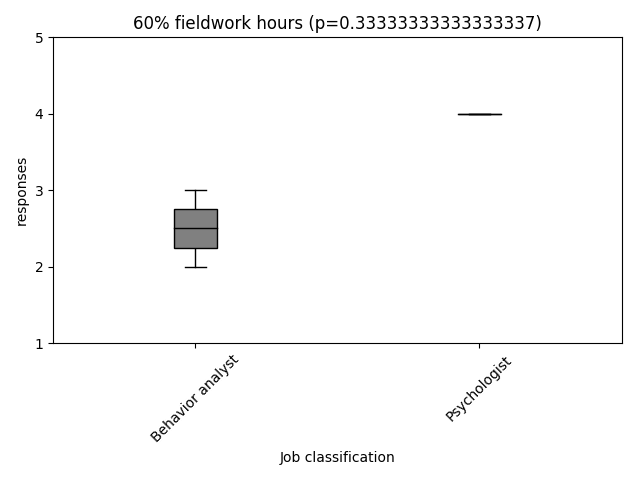 60% fieldwork hours (p=0.33333333333333337)
5
4
3
2
1
responses
Behavior analyst
Psychologist
Job classification